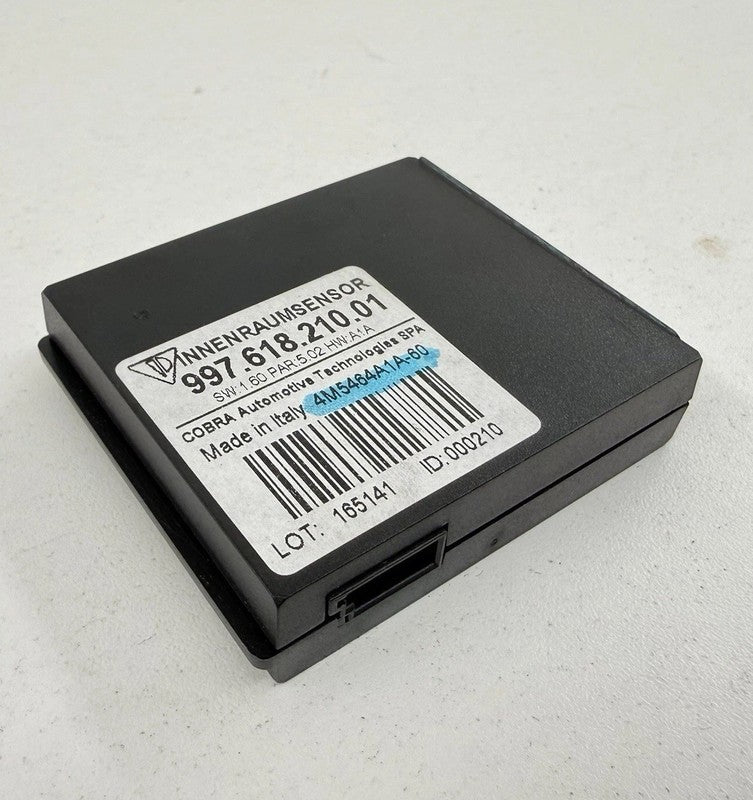 INNENRAUMSENSOR
997.618.210.01
SW:1.60 PAR:5.02 HW:A1A
COBRA Automotive Technologies SPA
Made in Italy 4M5464A1A-60
LOT: 165141 ID:000210